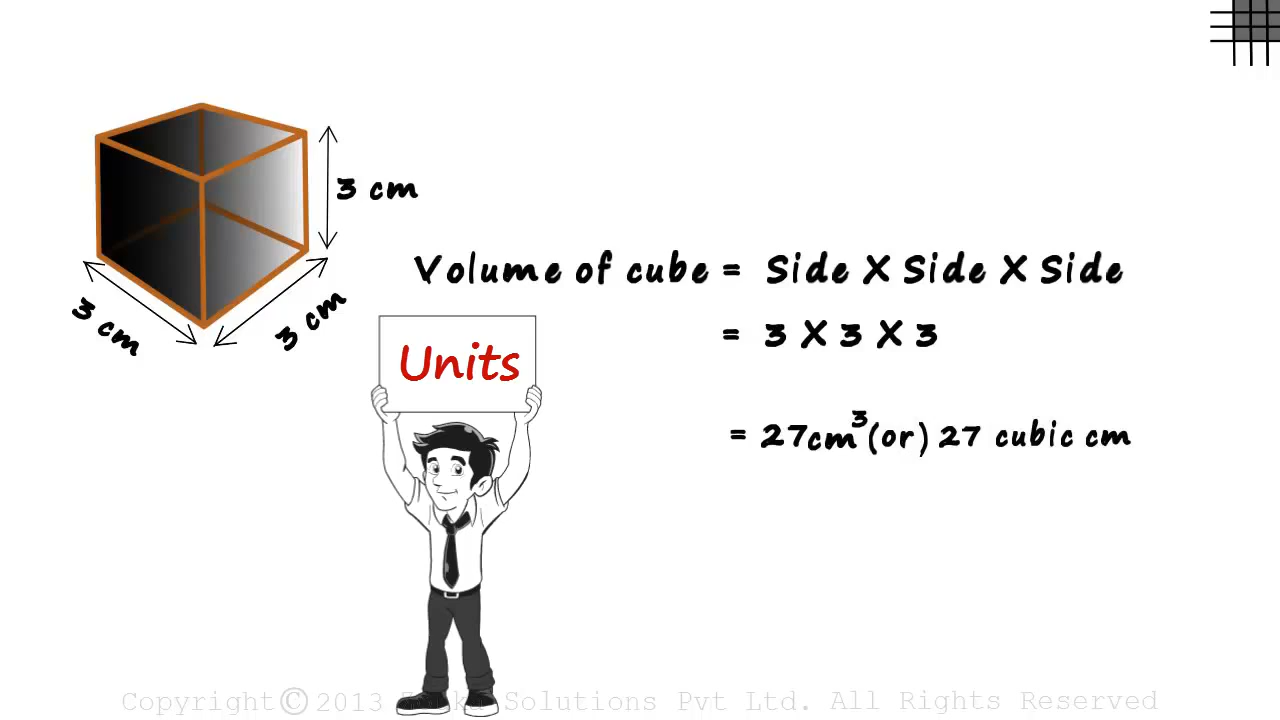 3 cm
3 cm
3 cm
Volume of cube = Side X Side X Side
= 3 X 3 X 3
Units
= 27cm³(or) 27 cubic cm
Copyright© 2013 Solutions Pvt Ltd. All Rights Reserved